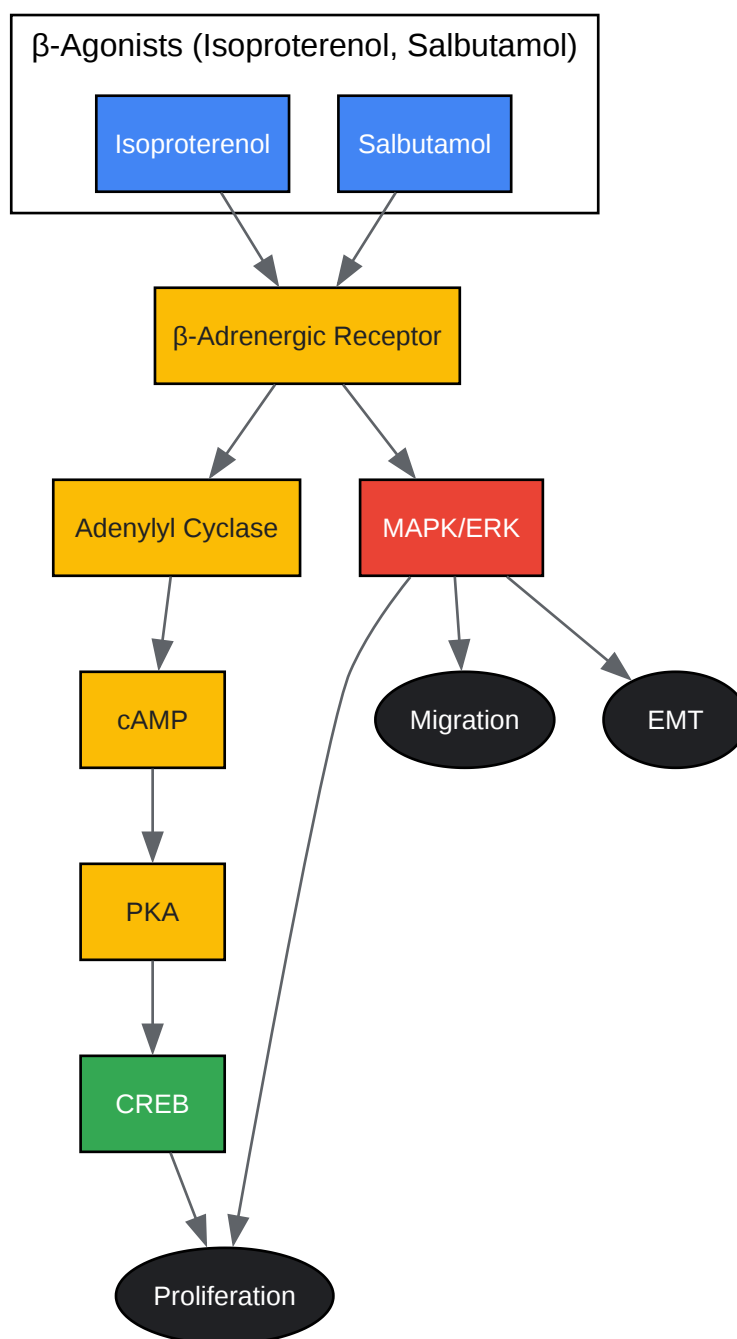 β-Agonists (Isoproterenol, Salbutamol)
Isoproterenol
Salbutamol
β-Adrenergic Receptor
Adenylyl Cyclase
MAPK/ERK
cAMP
Migration
EMT
PKA
CREB
Proliferation